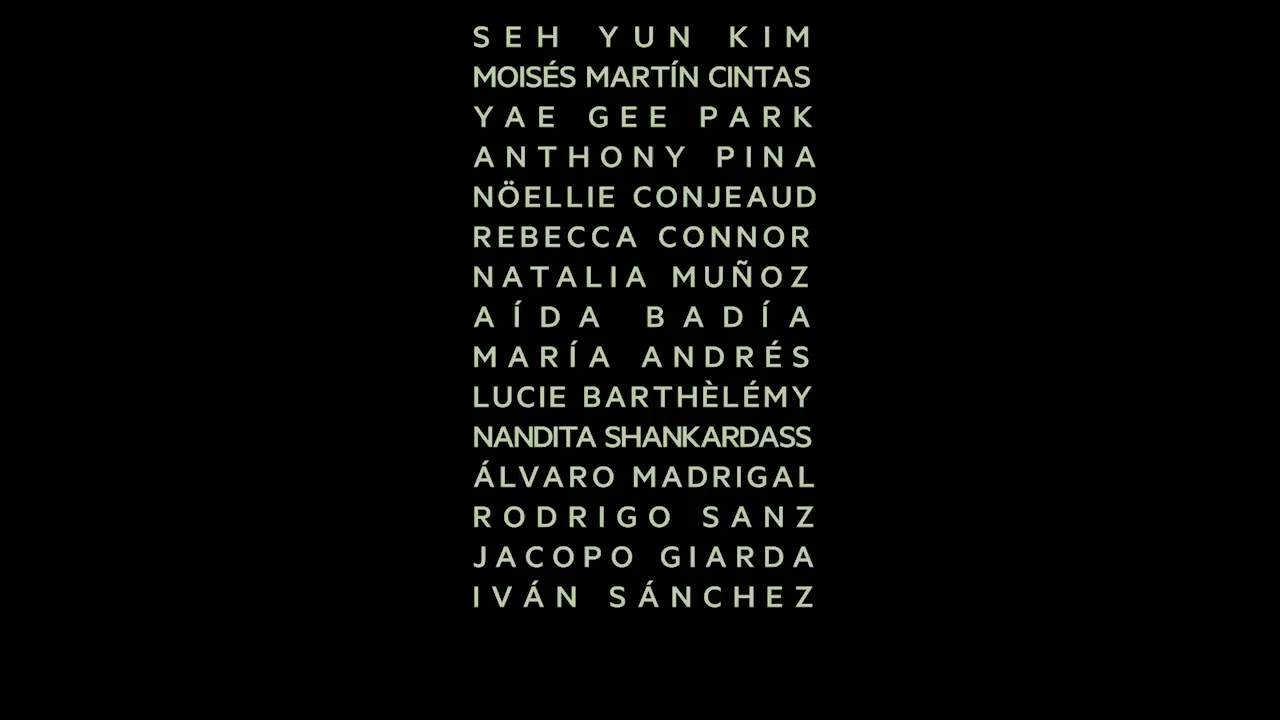 SEH YUN KIM
MOISÉS MARTÍN CINTAS
YAE GEE PARK
ANTHONY PINA
NÖELLIE CONJEAUD
REBECCA CONNOR
NATALIA MUÑOZ
AÍDA BADÍA
MARÍA ANDRÉS
LUCIE BARTHÈLÉMY
NANDITA SHANKARDASS
ÁLVARO MADRIGAL
RODRIGO SANZ
JACOPO GIARDA
IVÁN SÁNCHEZ